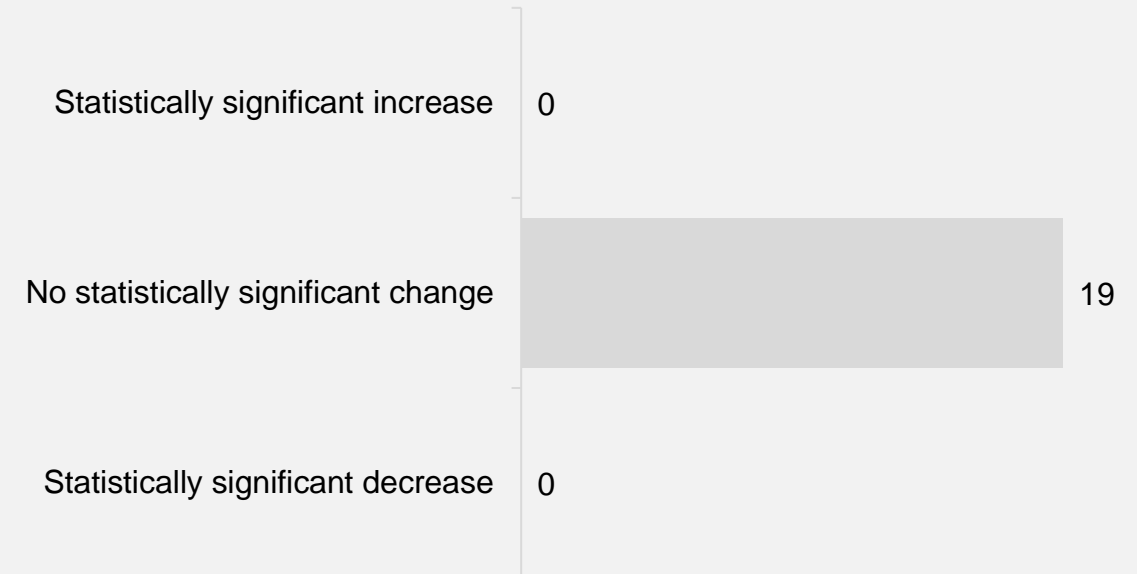 Statistically significant increase 0
No statistically significant change 19
Statistically significant decrease 0